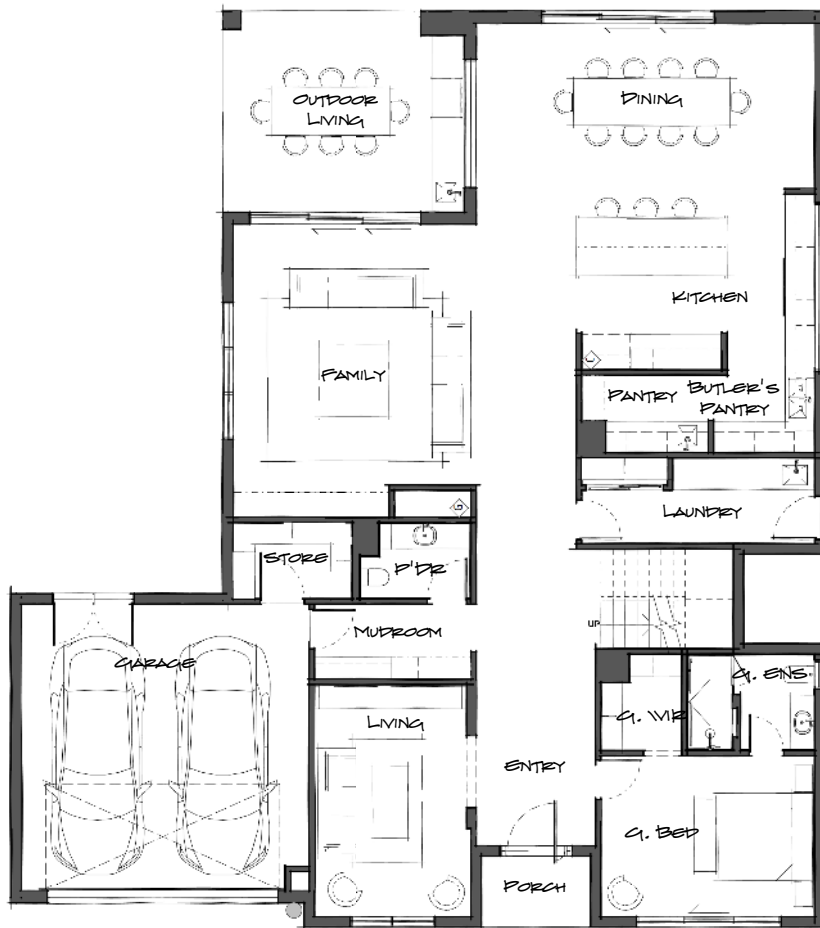 OUTDOOR
LIVING
DINING
KITCHEN
FAMILY
PANTRY
BUTLER'S
PANTRY
LAUNDRY
STORE
P'DR
UP
MUDROOM
GARAGE
G. ENS
LIVING
G. WIR
ENTRY
G. BED
PORCH